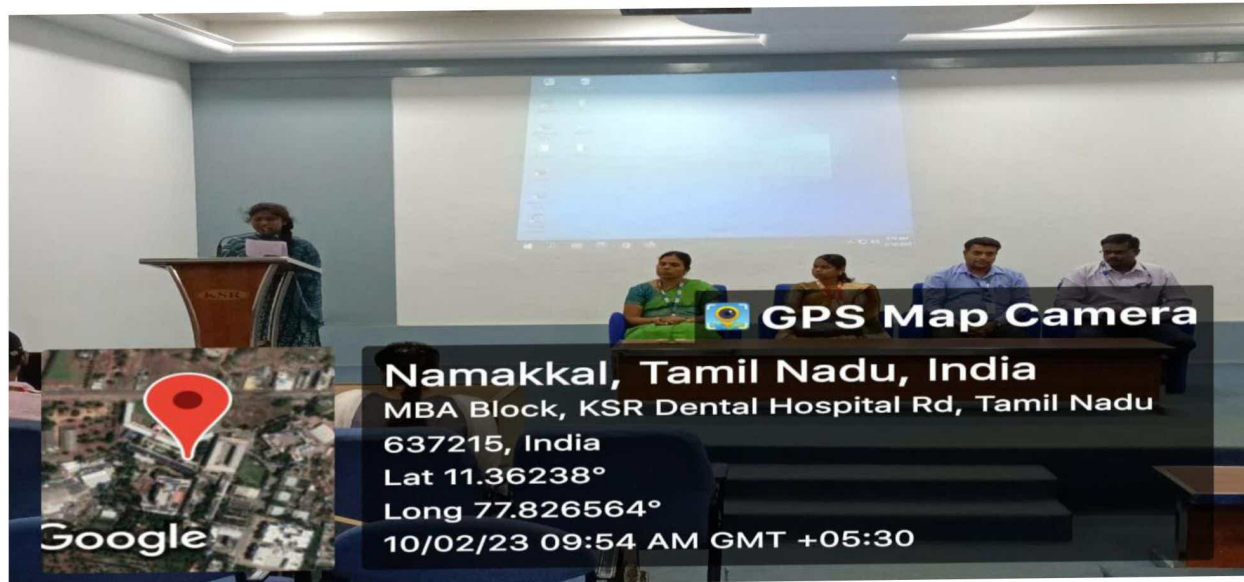 KSR
GPS Map Camera
Namakkal, Tamil Nadu, India
MBA Block, KSR Dental Hospital Rd, Tamil Nadu
637215, India
Lat 11.36238°
Long 77.826564°
10/02/23 09:54 AM GMT +05:30
Google